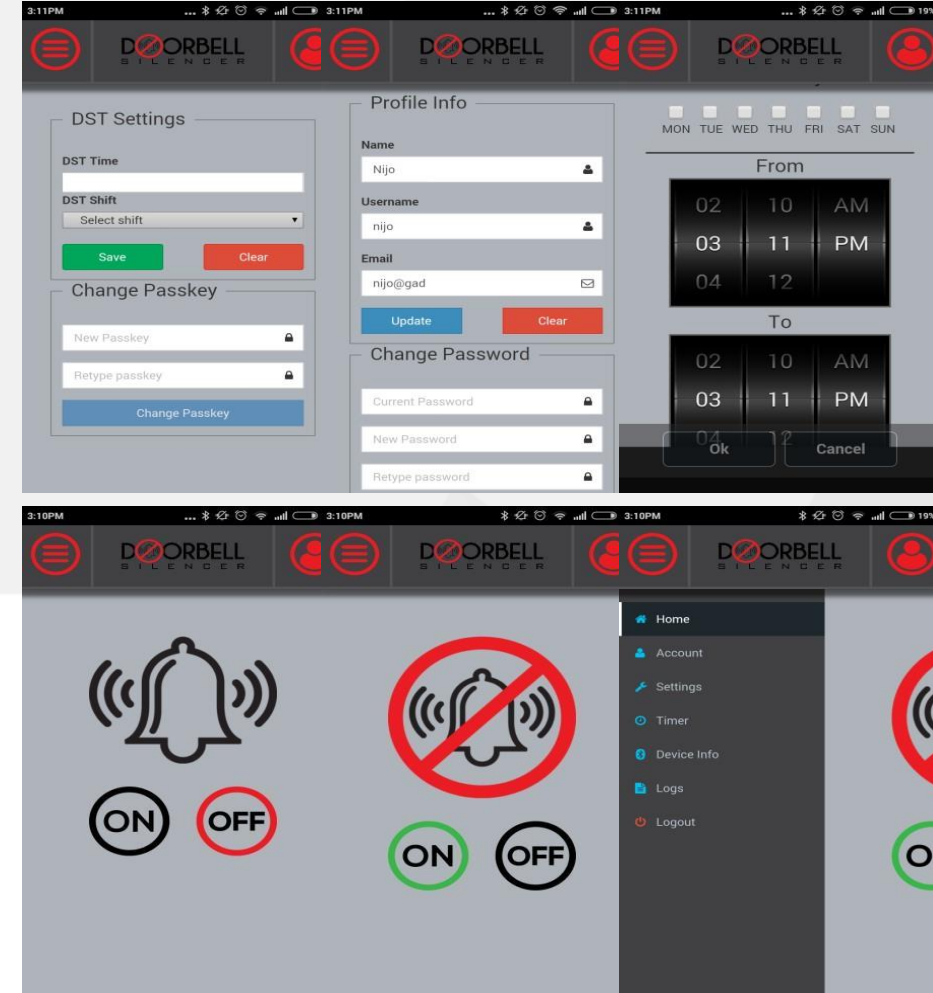 3:11PM
...
DOORBELL
SILENCER
DST Settings
DST Time
DST Shift
Select shift
Save
Clear
Change Passkey
New Passkey
Retype passkey
Change Passkey
3:11PM
...
DOORBELL
SILENCER
Profile Info
Name
Nijo
Username
nijo
Email
nijo@gad
Update
Clear
Change Password
Current Password
New Password
Retype password
3:11PM
... 19%
DOORBELL
SILENCER
MON TUE WED THU FRI SAT SUN
From
02 10 AM
03 11 PM
04 12
To
02 10 AM
03 11 PM
04 12
Ok Cancel
3:10PM
...
DOORBELL
SILENCER
ON OFF
3:10PM
DOORBELL
SILENCER
ON OFF
3:10PM
... 19%
DOORBELL
SILENCER
Home
Account
Settings
Timer
Device Info
Logs
Logout